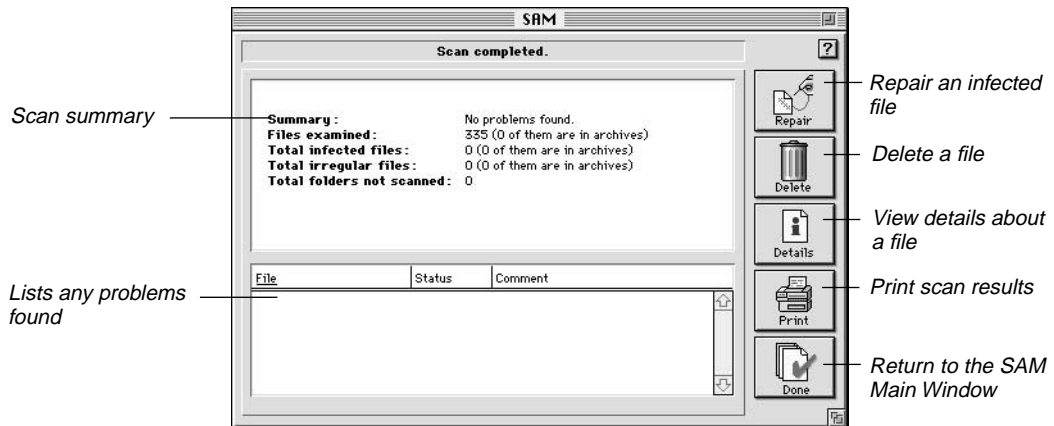 SAM
Scan completed.
?
Scan summary
Summary: No problems found.
Files examined: 335 (0 of them are in archives)
Total infected files: 0 (0 of them are in archives)
Total irregular files: 0 (0 of them are in archives)
Total folders not scanned: 0
Repair
Repair an infected
file
Delete
Delete a file
Details
View details about
a file
File Status Comment
Lists any problems
found
Print
Print scan results
Done
Return to the SAM
Main Window